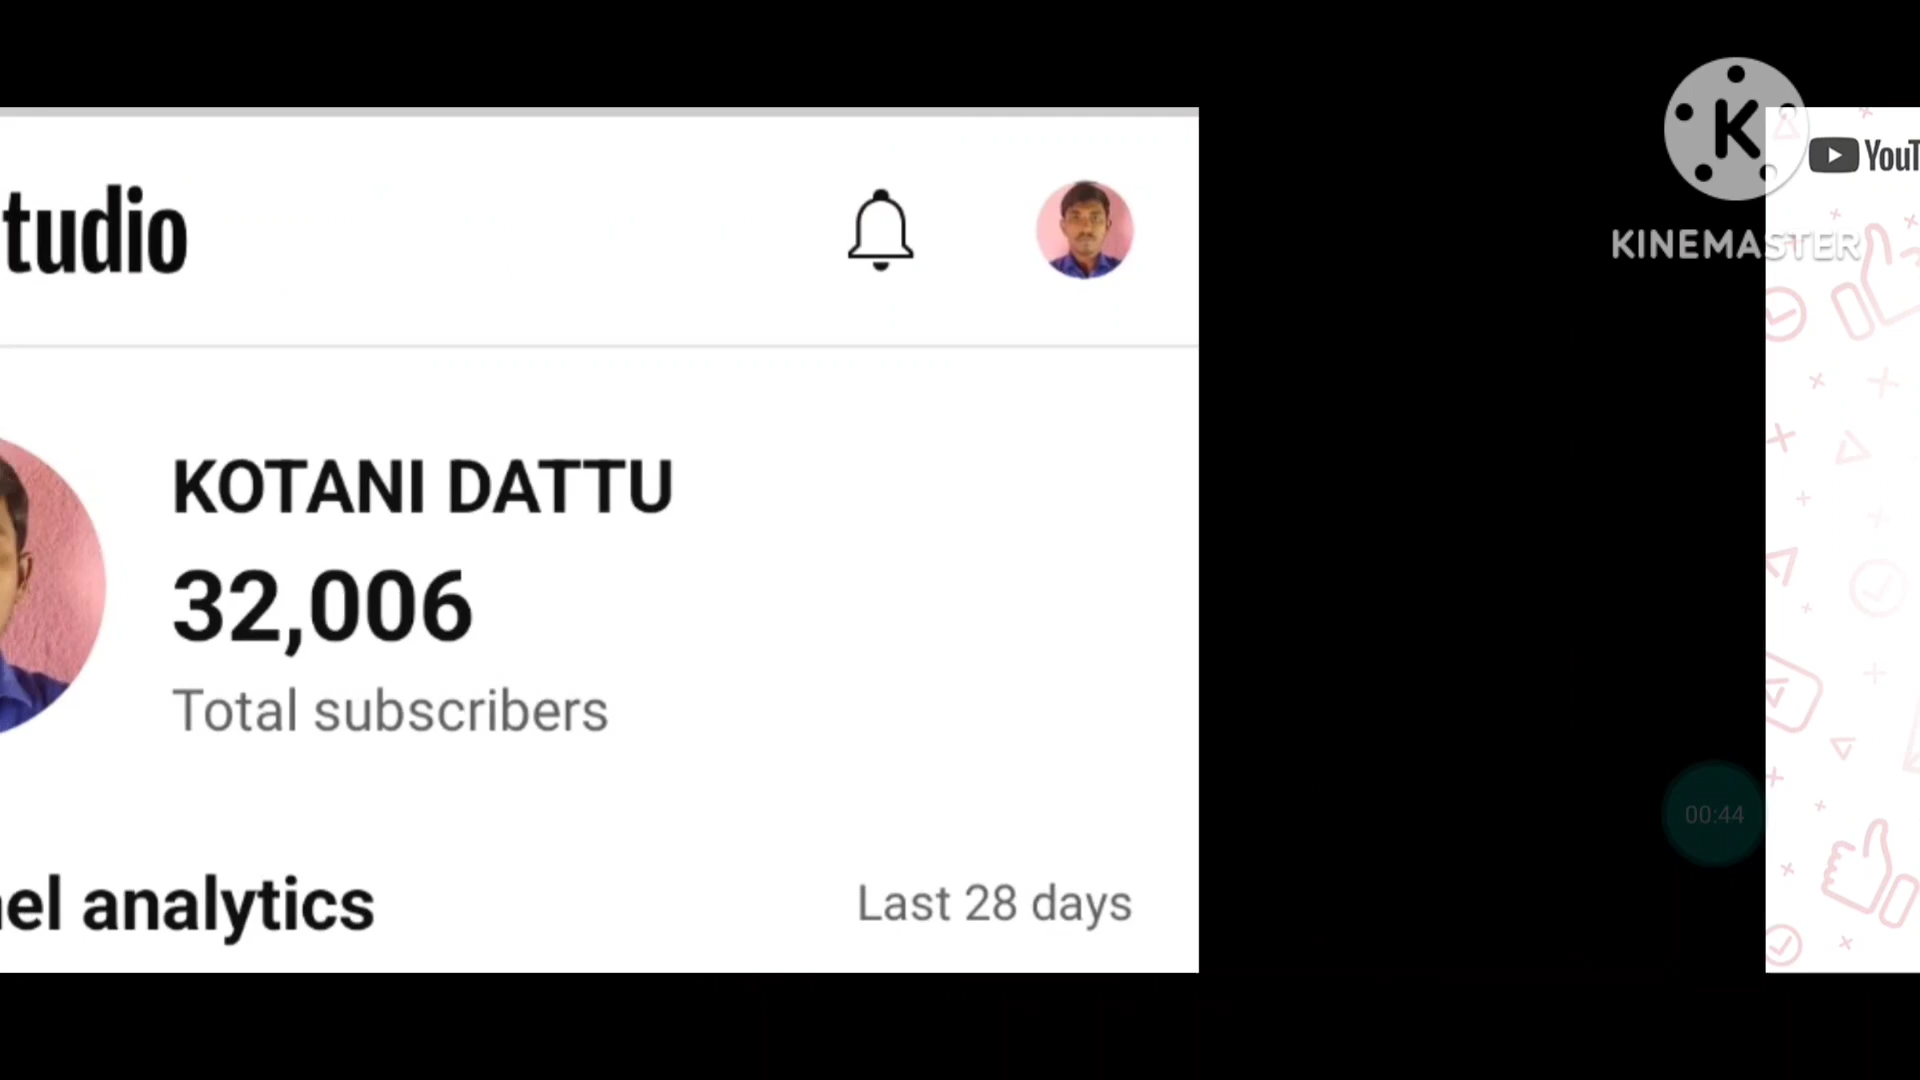 tudio
KOTANI DATTU
32,006
Total subscribers
el analytics
Last 28 days
K
KINEMASTER
YouT
00:44